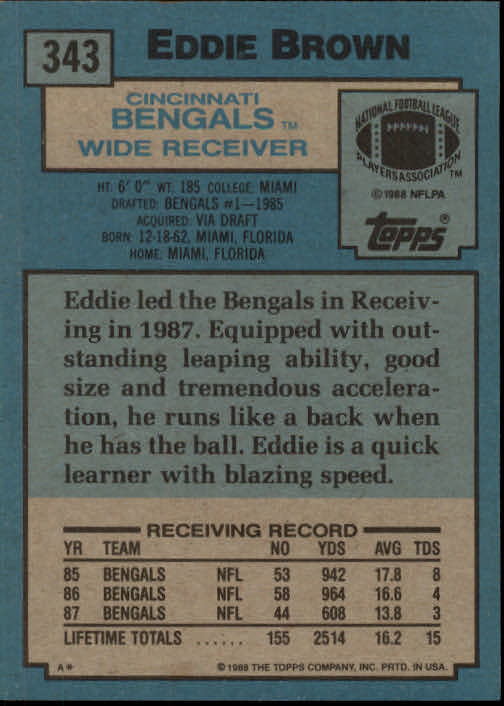 343
EDDIE BROWN
CINCINNATI
BENGALS TM
WIDE RECEIVER
NATIONAL FOOTBALL LEAGUE
PLAYERS ASSOCIATION TM
©1988 NFLPA
topps®
HT. 6' 0" WT. 185 COLLEGE: MIAMI
DRAFTED: BENGALS #1—1985
ACQUIRED: VIA DRAFT
BORN: 12-18-62, MIAMI, FLORIDA
HOME: MIAMI, FLORIDA
Eddie led the Bengals in Receiv-
ing in 1987. Equipped with out-
standing leaping ability, good
size and tremendous accelera-
tion, he runs like a back when
he has the ball. Eddie is a quick
learner with blazing speed.
RECEIVING RECORD
YR TEAM NO YDS AVG TDS
85 BENGALS NFL 53 942 17.8 8
86 BENGALS NFL 58 964 16.6 4
87 BENGALS NFL 44 608 13.8 3
LIFETIME TOTALS ...... 155 2514 16.2 15
A* ©1988 THE TOPPS COMPANY, INC. PRTD. IN USA.